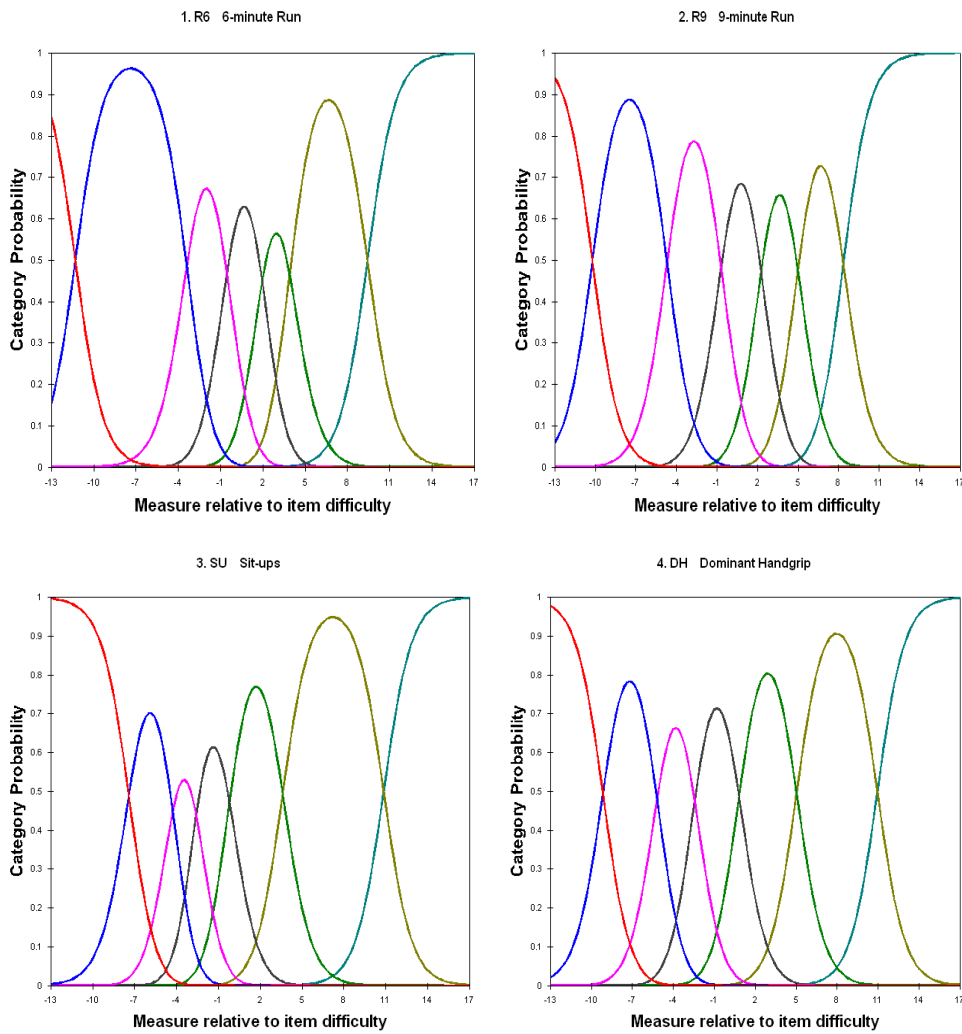 1. R6 6-minute Run
Category Probability
1
0.9
0.8
0.7
0.6
0.5
0.4
0.3
0.2
0.1
0
-13 -10 -7 -4 -1 2 5 8 11 14 17
Measure relative to item difficulty
2. R9 9-minute Run
Category Probability
1
0.9
0.8
0.7
0.6
0.5
0.4
0.3
0.2
0.1
0
-13 -10 -7 -4 -1 2 5 8 11 14 17
Measure relative to item difficulty
3. SU Sit-ups
Category Probability
1
0.9
0.8
0.7
0.6
0.5
0.4
0.3
0.2
0.1
0
-13 -10 -7 -4 -1 2 5 8 11 14 17
Measure relative to item difficulty
4. DH Dominant Handgrip
Category Probability
1
0.9
0.8
0.7
0.6
0.5
0.4
0.3
0.2
0.1
0
-13 -10 -7 -4 -1 2 5 8 11 14 17
Measure relative to item difficulty